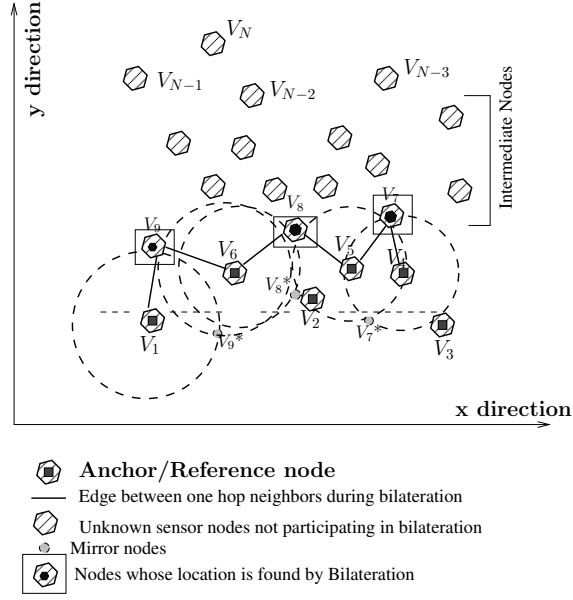 y direction
V_N
V_{N-1}
V_{N-2}
V_{N-3}
Intermediate Nodes
V_9
V_8
V_7
V_6
V_5
V_8*
V_2
V_1
V_9*
V_7*
V_3
x direction
Anchor/Reference node
Edge between one hop neighbors during bilateration
Unknown sensor nodes not participating in bilateration
Mirror nodes
Nodes whose location is found by Bilateration